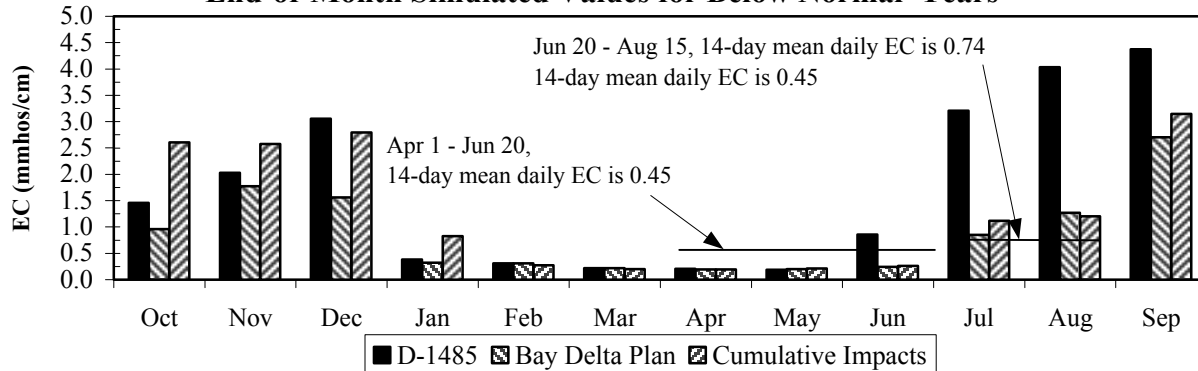 End-of-Month Simulated Values for Below Normal Years
EC (mmhos/cm)
5.0
4.5
4.0
3.5
3.0
2.5
2.0
1.5
1.0
0.5
0.0
Jun 20 - Aug 15, 14-day mean daily EC is 0.74
14-day mean daily EC is 0.45
Apr 1 - Jun 20,
14-day mean daily EC is 0.45
Oct Nov Dec Jan Feb Mar Apr May Jun Jul Aug Sep
D-1485 Bay Delta Plan Cumulative Impacts